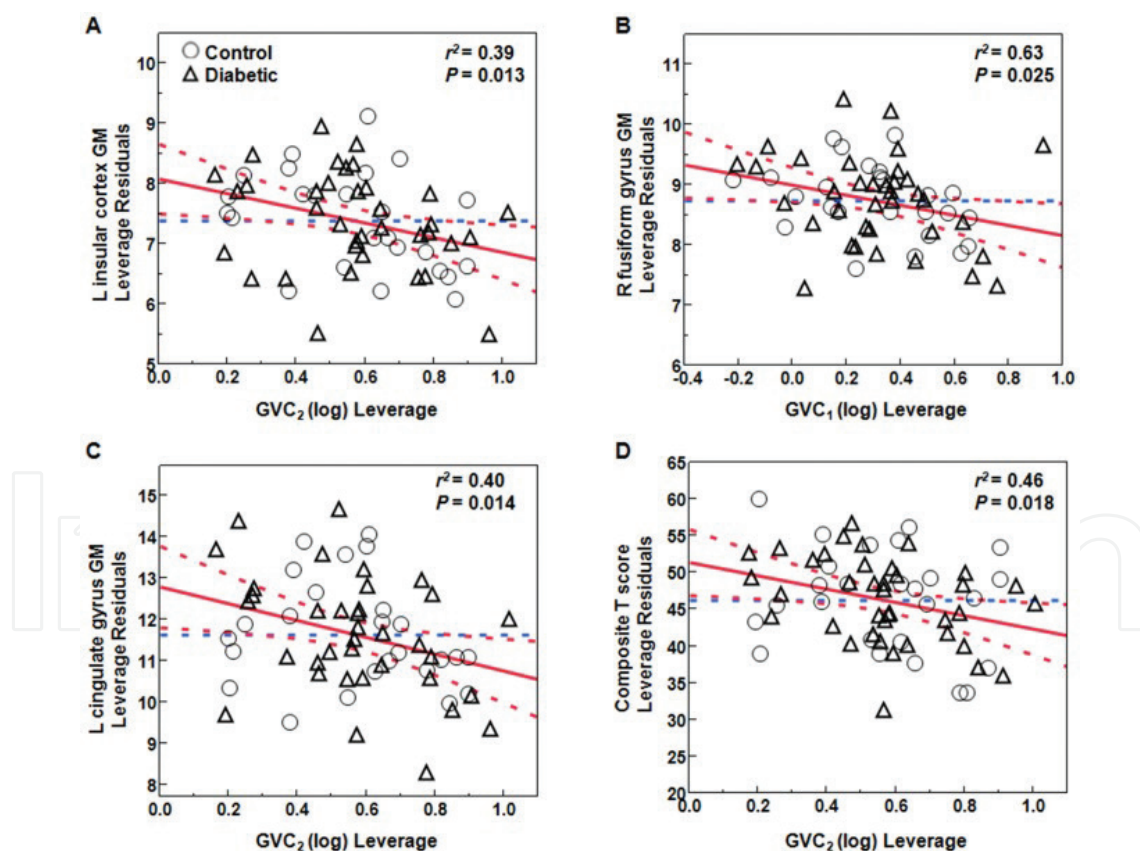 A
Control
Diabetic
r² = 0.39
P = 0.013
L insular cortex GM
Leverage Residuals
10
9
8
7
6
5
0.0 0.2 0.4 0.6 0.8 1.0
GVC₂ (log) Leverage
B
r² = 0.63
P = 0.025
R fusiform gyrus GM
Leverage Residuals
11
10
9
8
7
6
-0.4 -0.2 0.0 0.2 0.4 0.6 0.8 1.0
GVC₁ (log) Leverage
C
r² = 0.40
P = 0.014
L cingulate gyrus GM
Leverage Residuals
15
14
13
12
11
10
9
8
0.0 0.2 0.4 0.6 0.8 1.0
GVC₂ (log) Leverage
D
r² = 0.46
P = 0.018
Composite T score
Leverage Residuals
65
60
55
50
45
40
35
30
25
20
0.0 0.2 0.4 0.6 0.8 1.0
GVC₂ (log) Leverage